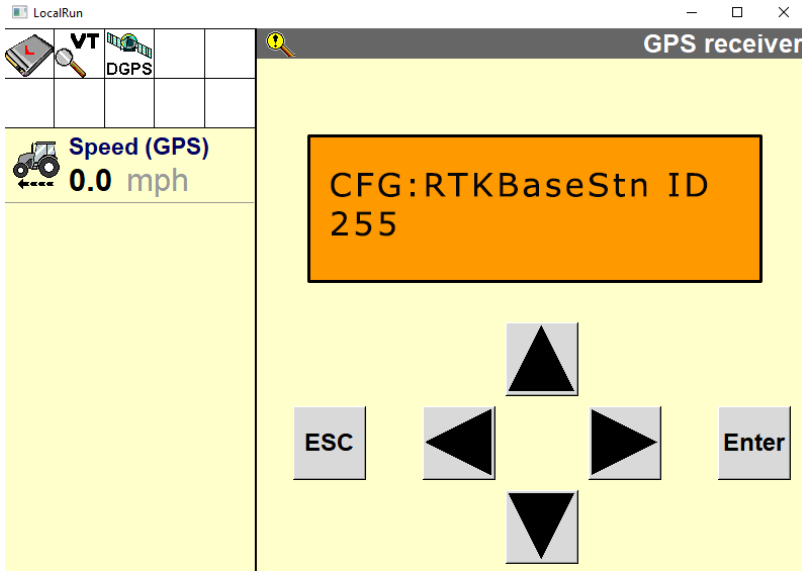 LocalRun
VT
DGPS
L
GPS receiver
Speed (GPS)
0.0 mph
CFG:RTKBaseStn ID
255
ESC
Enter